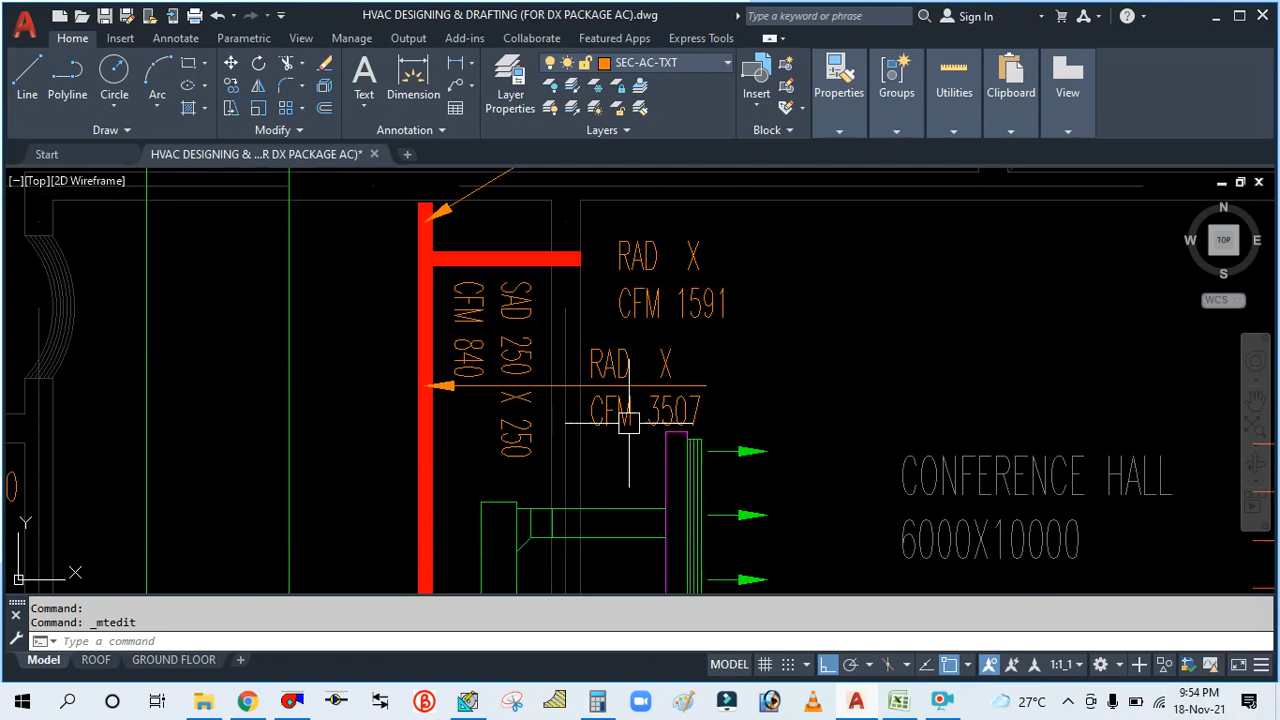 HVAC DESIGNING & DRAFTING (FOR DX PACKAGE AC).dwg
Type a keyword or phrase
Sign In
Home Insert Annotate Parametric View Manage Output Add-ins Collaborate Featured Apps Express Tools
SEC-AC-TXT
Line Polyline Circle Arc Text Dimension Layer Properties Insert Properties Groups Utilities Clipboard View
Draw Modify Annotation Layers Block
Start HVAC DESIGNING & ...R DX PACKAGE AC)*
[−][Top][2D Wireframe]
N
W TOP E
S
WCS
RAD X
CFM 1591
SAD 250 X 250
CFM 840
RAD X
CFM 3507
CONFERENCE HALL
6000X10000
0
Y
X
Command:
Command: _mtedit
Type a command
Model ROOF GROUND FLOOR
MODEL 1:1_1
27°C
9:54 PM
18-Nov-21